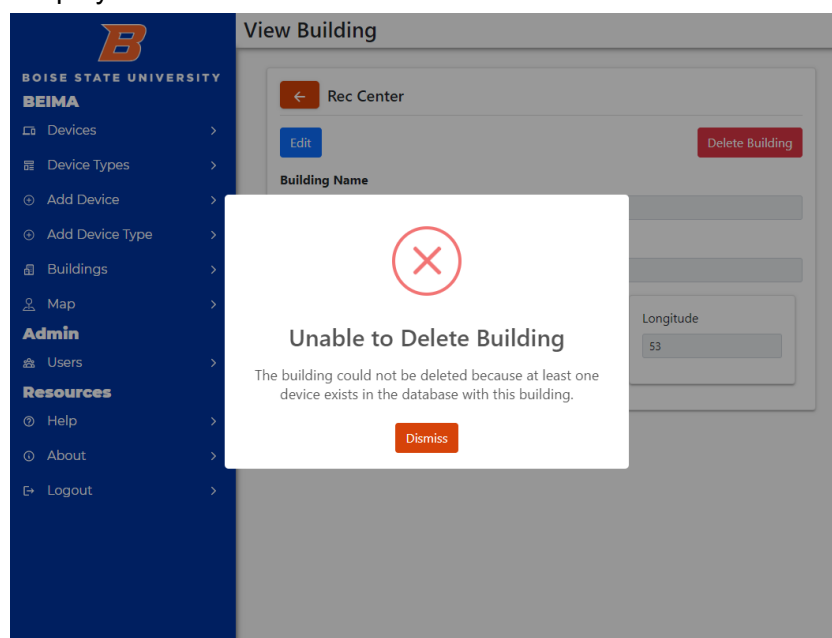 View Building
BOISE STATE UNIVERSITY
BEIMA
Devices
Device Types
Add Device
Add Device Type
Buildings
Map
Admin
Users
Resources
Help
About
Logout
Rec Center
Edit
Delete Building
Building Name
Longitude
53
Unable to Delete Building
The building could not be deleted because at least one
device exists in the database with this building.
Dismiss